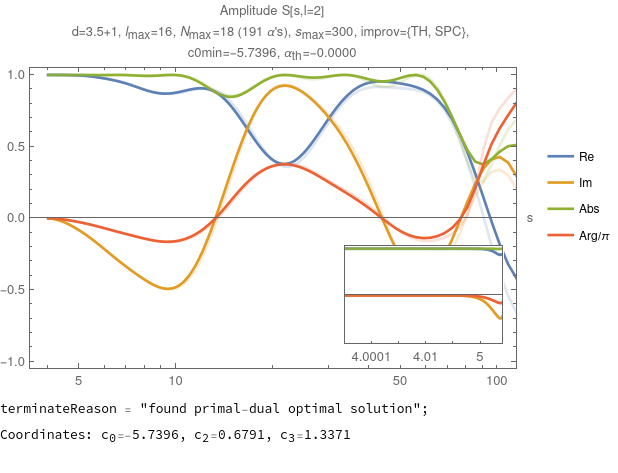 Amplitude S[s,l=2]
d=3.5+1, lmax=16, Nmax=18 (191 α's), smax=300, improv={TH, SPC},
c0min=−5.7396, αth=−0.0000
1.0
0.5
0.0
−0.5
−1.0
s
4.0001 4.01 5
5 10 50 100
Re
Im
Abs
Arg/π
terminateReason = "found primal-dual optimal solution";
Coordinates: c0=-5.7396, c2=0.6791, c3=1.3371